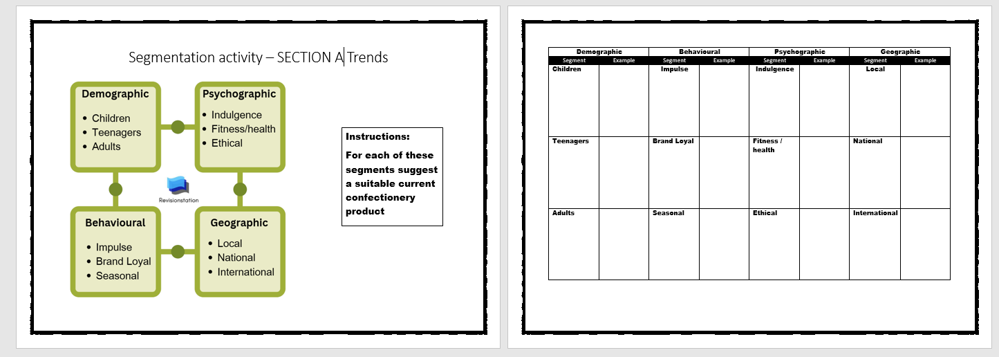 Segmentation activity – SECTION A Trends
Demographic
• Children
• Teenagers
• Adults
Psychographic
• Indulgence
• Fitness/health
• Ethical
Revisionstation
Behavioural
• Impulse
• Brand Loyal
• Seasonal
Geographic
• Local
• National
• International
Instructions:
For each of these
segments suggest
a suitable current
confectionery
product
Demographic Behavioural Psychographic Geographic
Segment Example Segment Example Segment Example Segment Example
Children Impulse Indulgence Local
Teenagers Brand Loyal Fitness / National
health
Adults Seasonal Ethical International